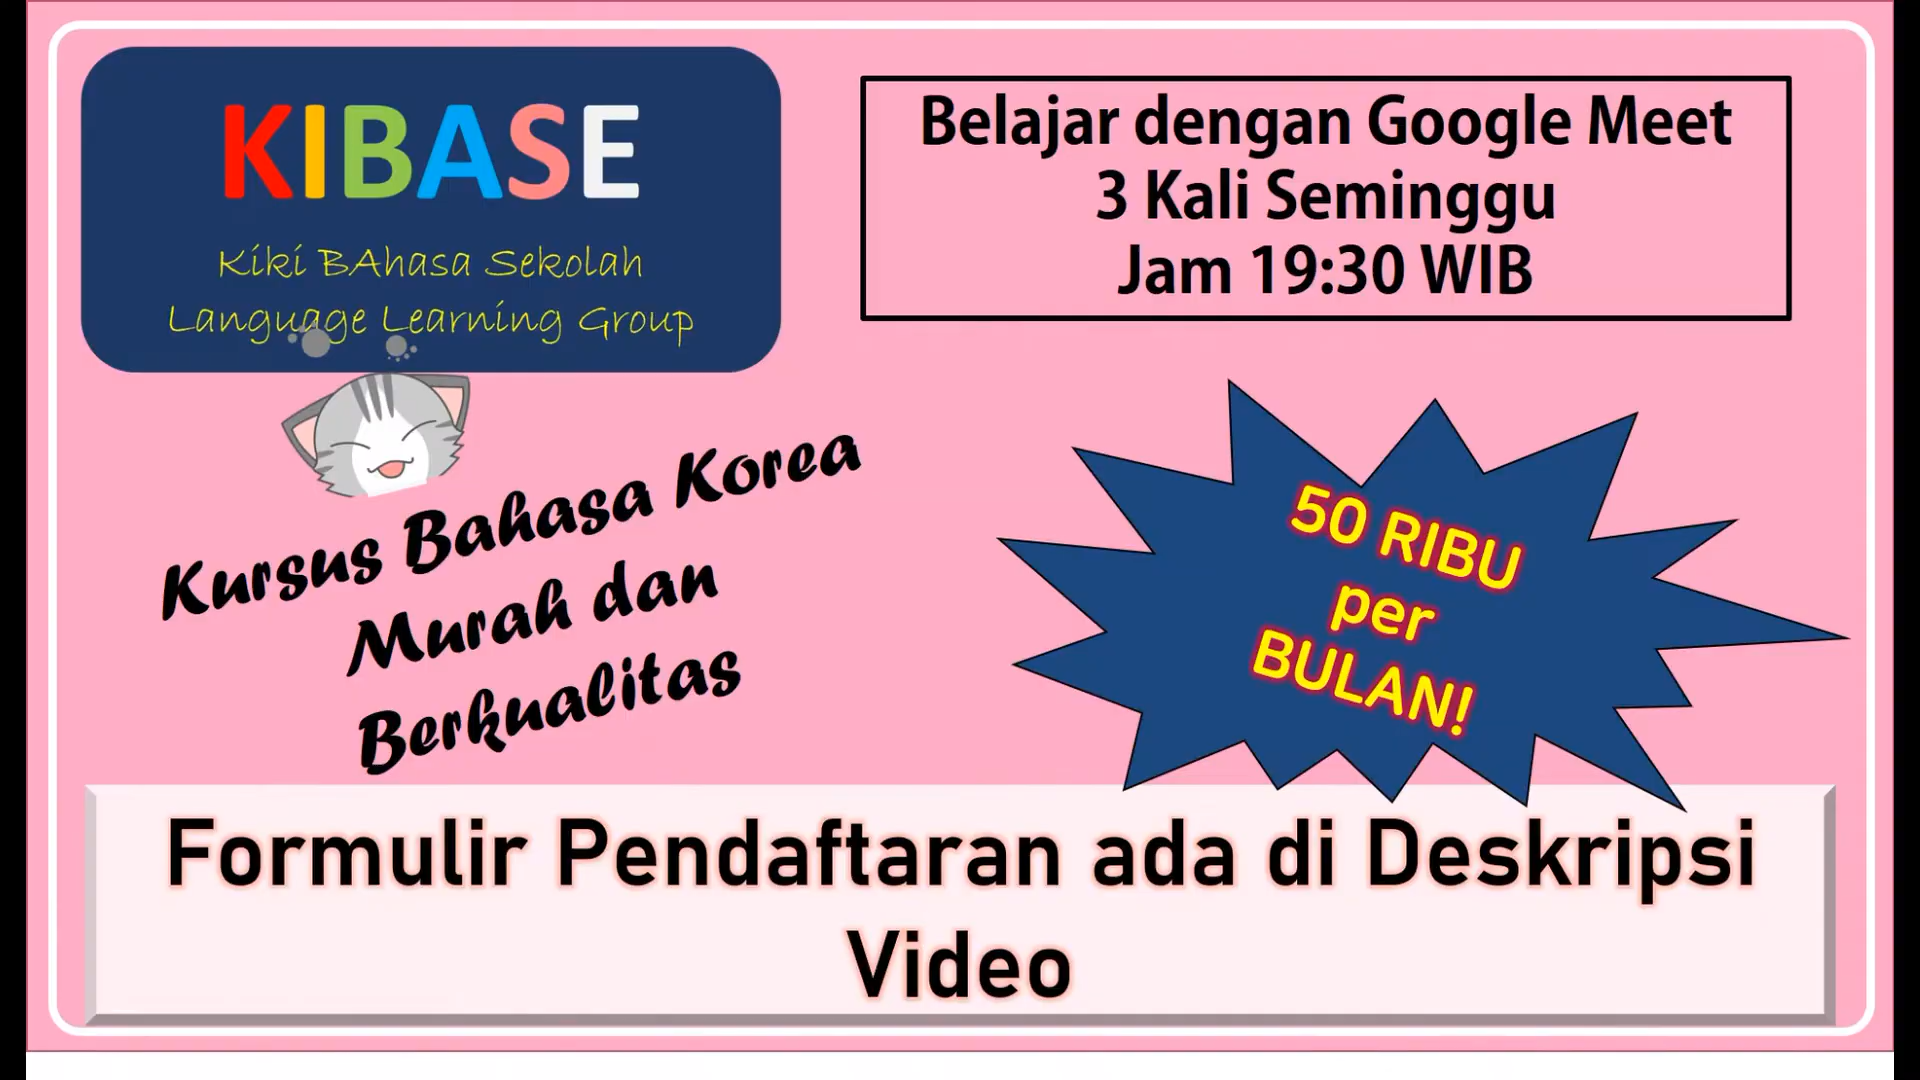 KIBASE
Kiki BAhasa Sekolah
Language Learning Group
Belajar dengan Google Meet
3 Kali Seminggu
Jam 19:30 WIB
Kursus Bahasa Korea
Murah dan
Berkualitas
50 RIBU
per
BULAN!
Formulir Pendaftaran ada di Deskripsi
Video